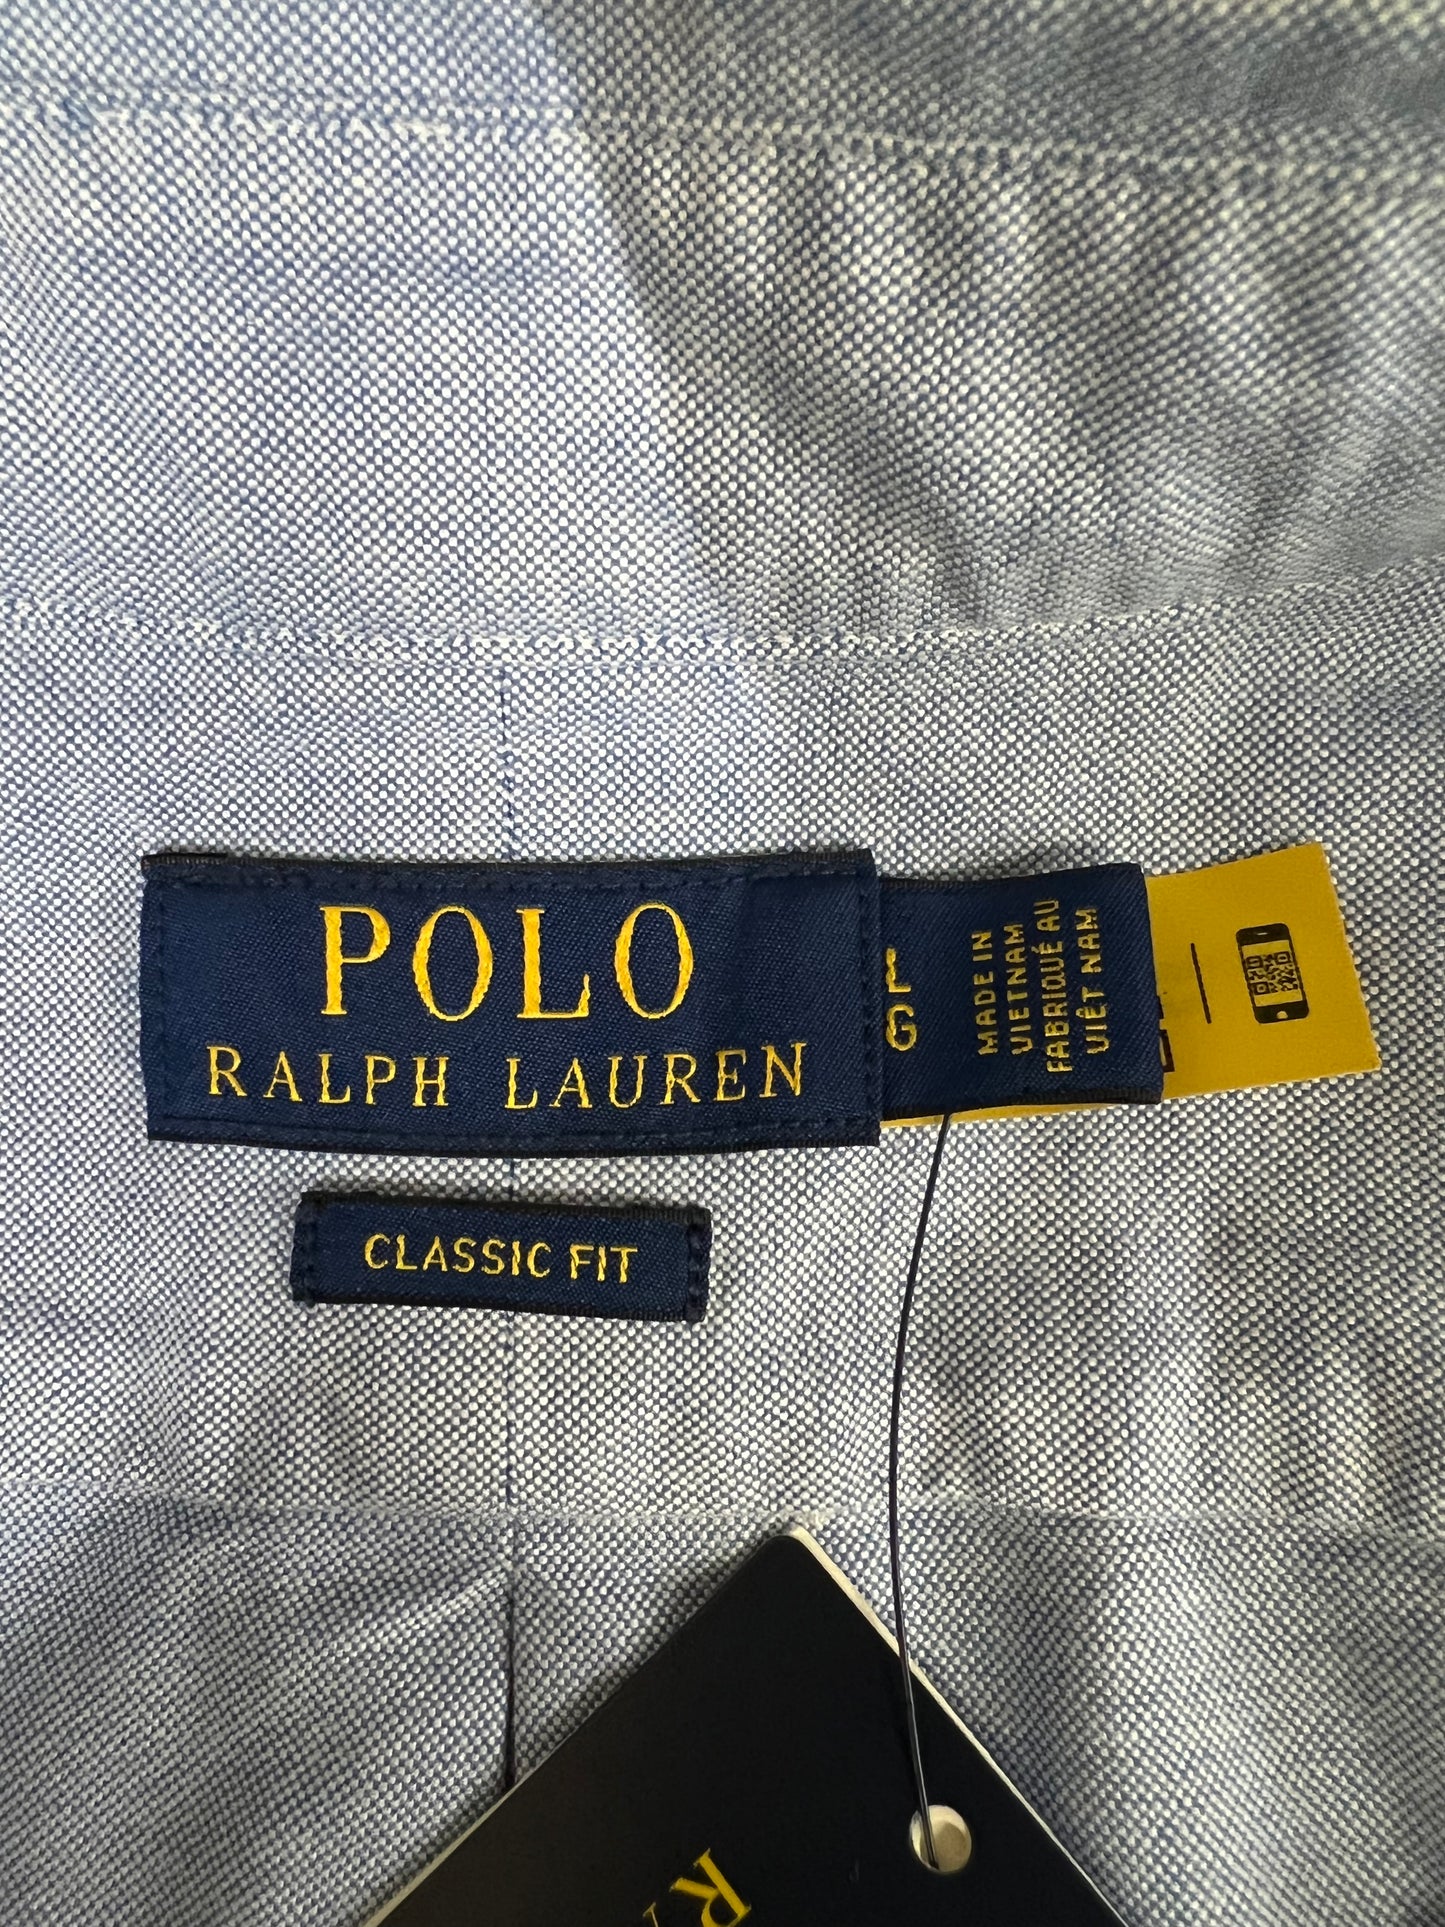 POLO
RALPH LAUREN
L
G
MADE IN
VIETNAM
FABRIQUÉ AU
VIÊT NAM
CLASSIC FIT